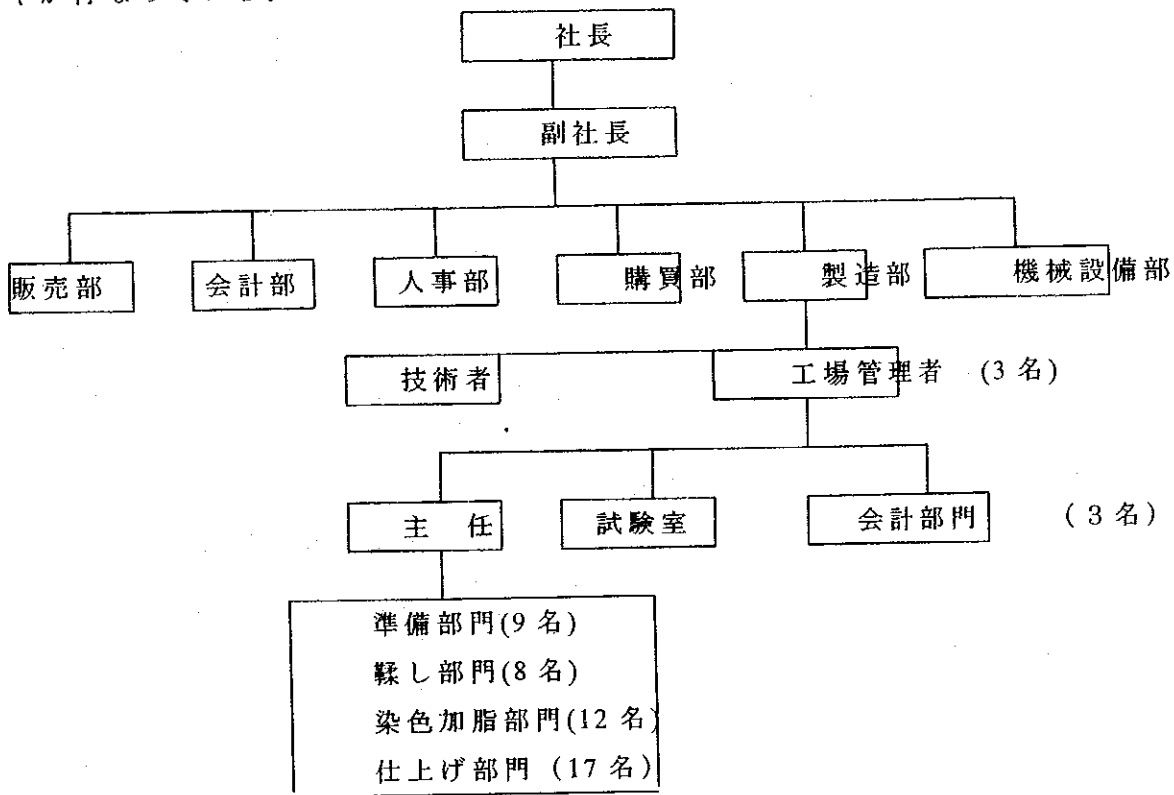 社長
副社長
販売部 会計部 人事部 購買部 製造部 機械設備部
技術者 工場管理者 (3名)
主 任 試験室 会計部門 (3名)
準備部門(9名)
鞣し部門(8名)
染色加脂部門(12名)
仕上げ部門 (17名)